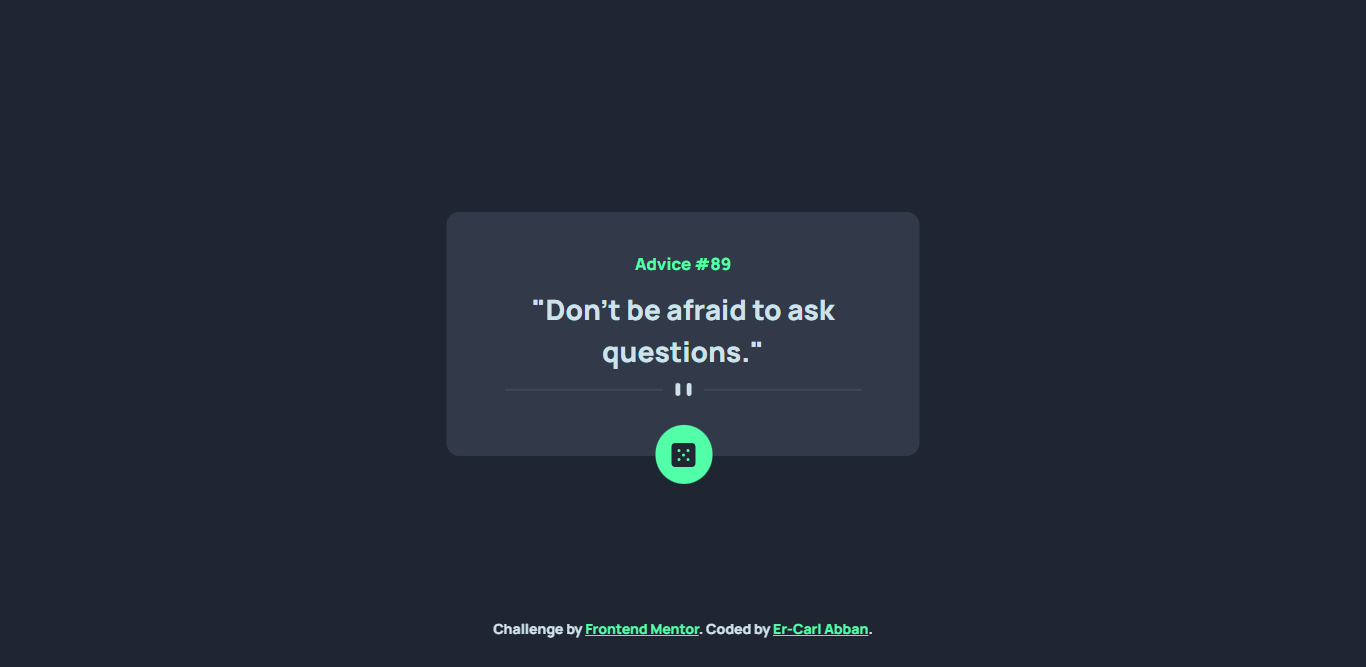 Advice #89
"Don't be afraid to ask
questions."
Challenge by Frontend Mentor. Coded by Er-Carl Abban.